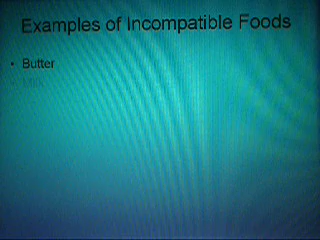 Examples of Incompatible Foods
• Butter